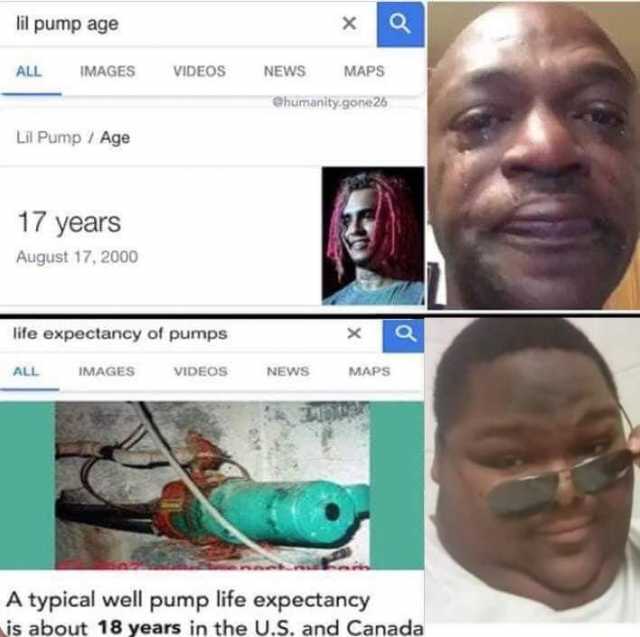 lil pump age
ALL IMAGES VIDEOS NEWS MAPS
@humanity.gone26
Lil Pump / Age
17 years
August 17, 2000
life expectancy of pumps
ALL IMAGES VIDEOS NEWS MAPS
A typical well pump life expectancy
is about 18 years in the U.S. and Canada